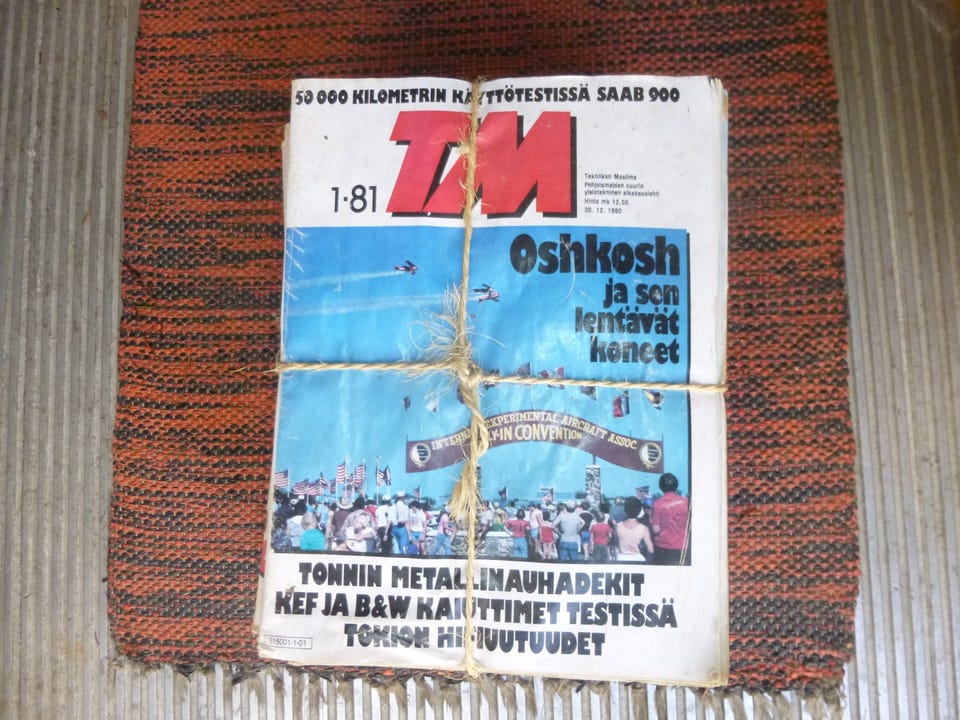 50 000 KILOMETRIN KÄYTTÖTESTISSÄ SAAB 900
TM
1·81
Tekniikan Maailma
Pohjoismaiden suurin
yleistekninen aikakauslehti
Hinta mk 12,50
30. 12. 1980
Oshkosh
ja sen
lentävät
koneet
EXPERIMENTAL AIRCRAFT ASSOC.
CONVENTION
TONNIN METALLINAUHADEKIT
KEF JA B&W KAIUTTIMET TESTISSÄ
TOKION HIFIUUTUUDET
615001-1-01